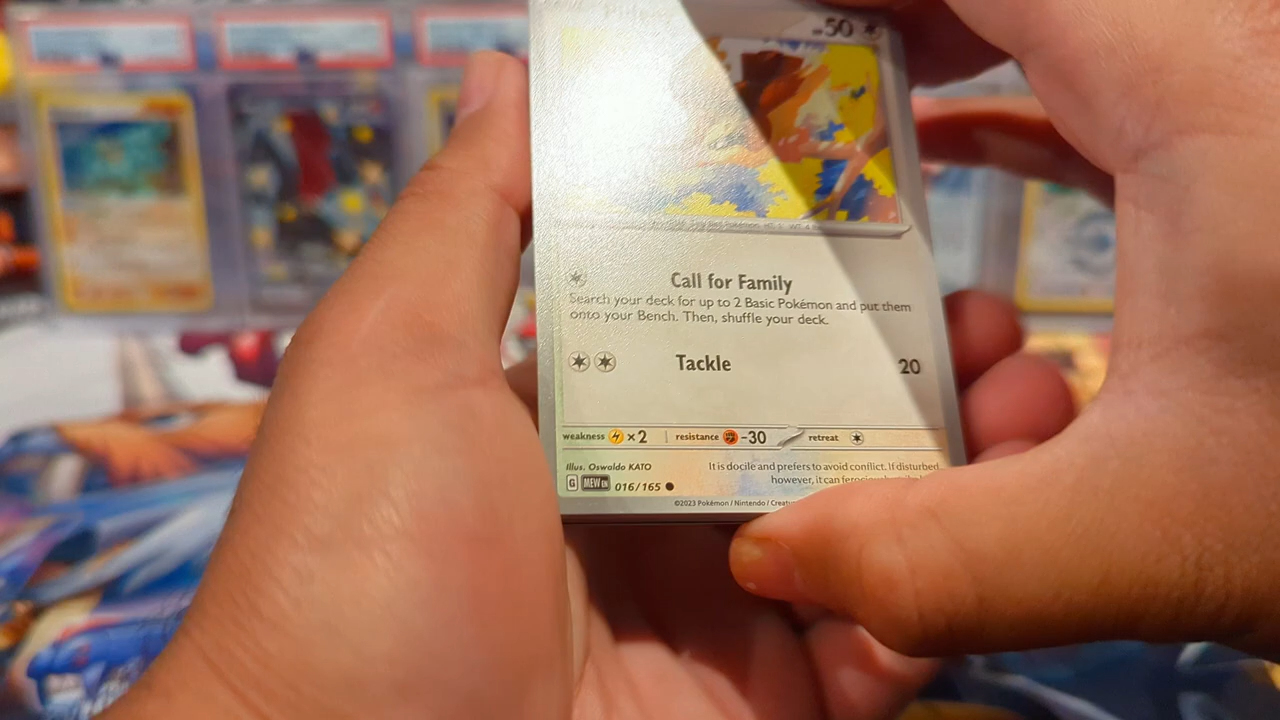 50
Call for Family
Search your deck for up to 2 Basic Pokémon and put them
onto your Bench. Then, shuffle your deck.
Tackle 20
weakness ×2 resistance -30 retreat
Illus. Oswaldo KATO
It is docile and prefers to avoid conflict. If disturbed,
G MEW EN 016/165
however, it can
©2023 Pokémon / Nintendo /